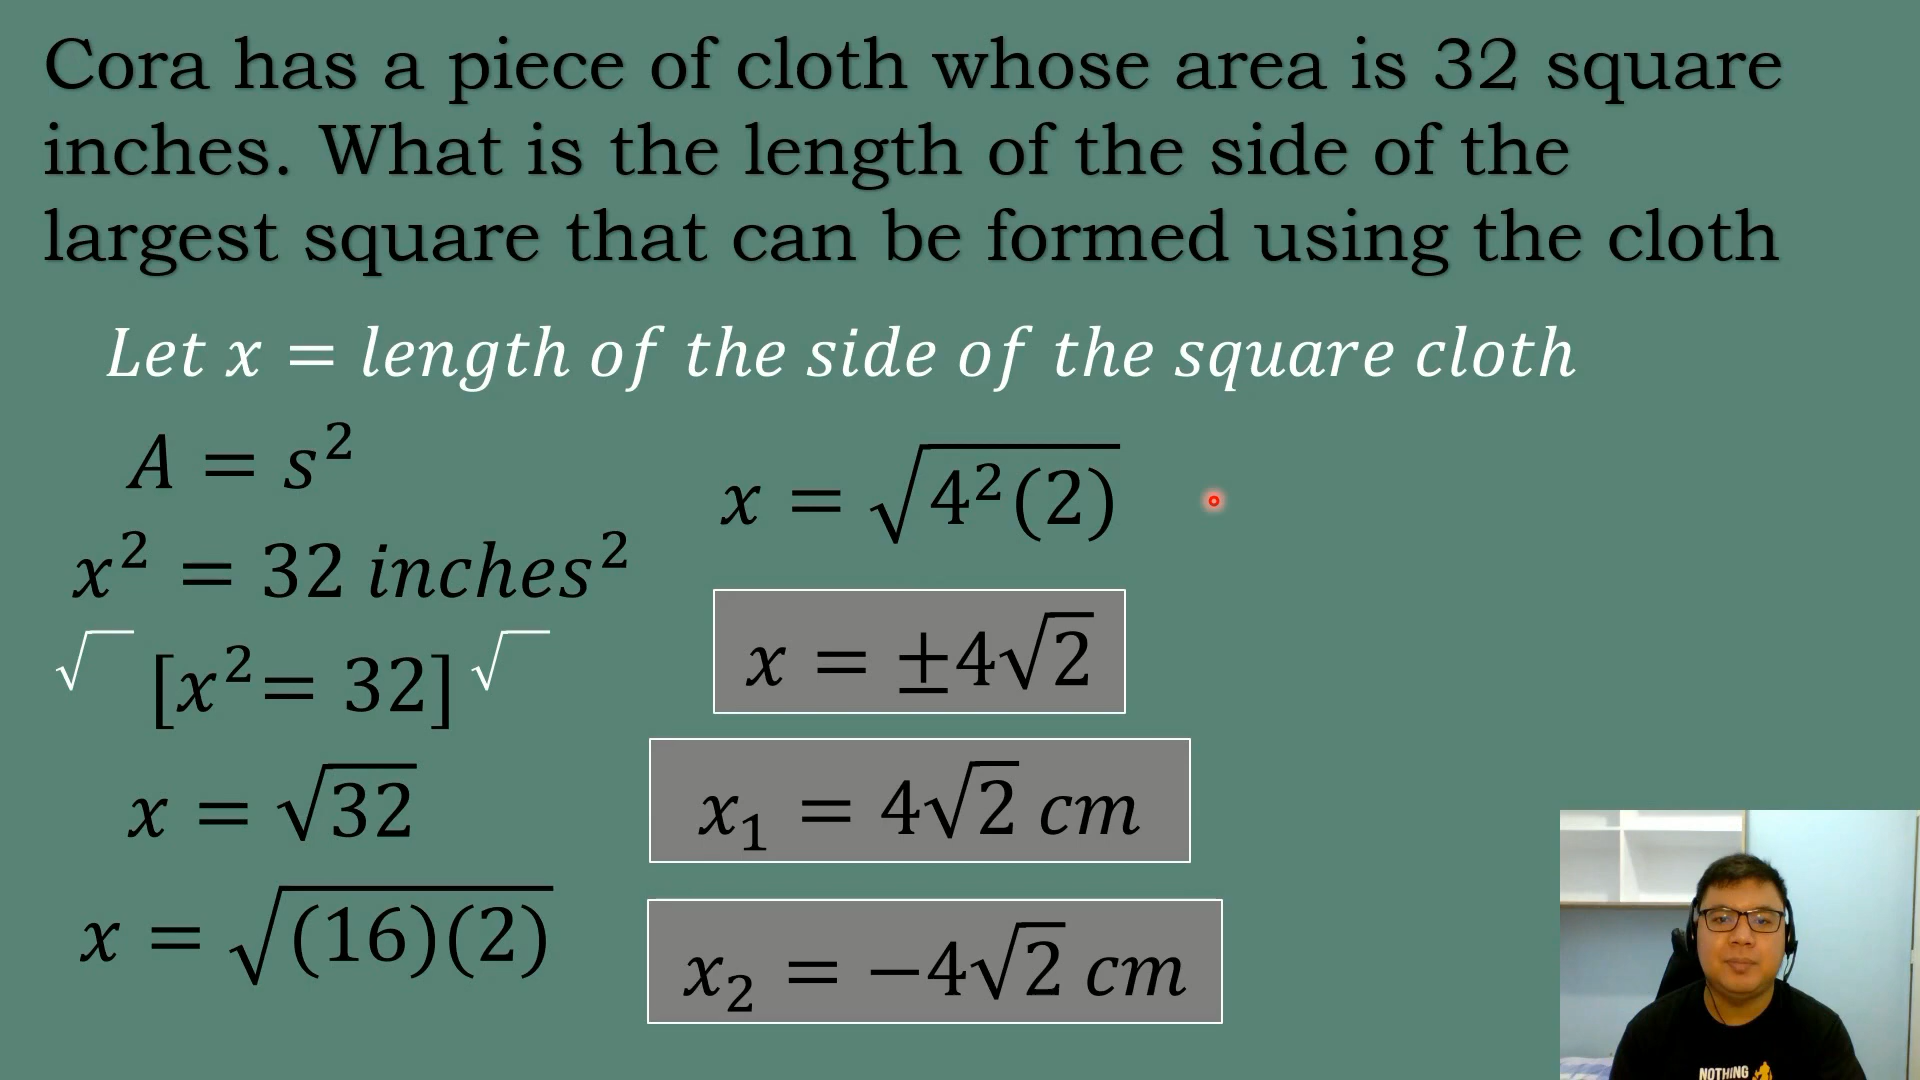 Cora has a piece of cloth whose area is 32 square
inches. What is the length of the side of the
largest square that can be formed using the cloth
Let x = length of the side of the square cloth
A = s²
x² = 32 inches²
√ [x² = 32] √
x = √32
x = √(16)(2)
x = √4²(2)
x = ±4√2
x₁ = 4√2 cm
x₂ = −4√2 cm
NOTHING